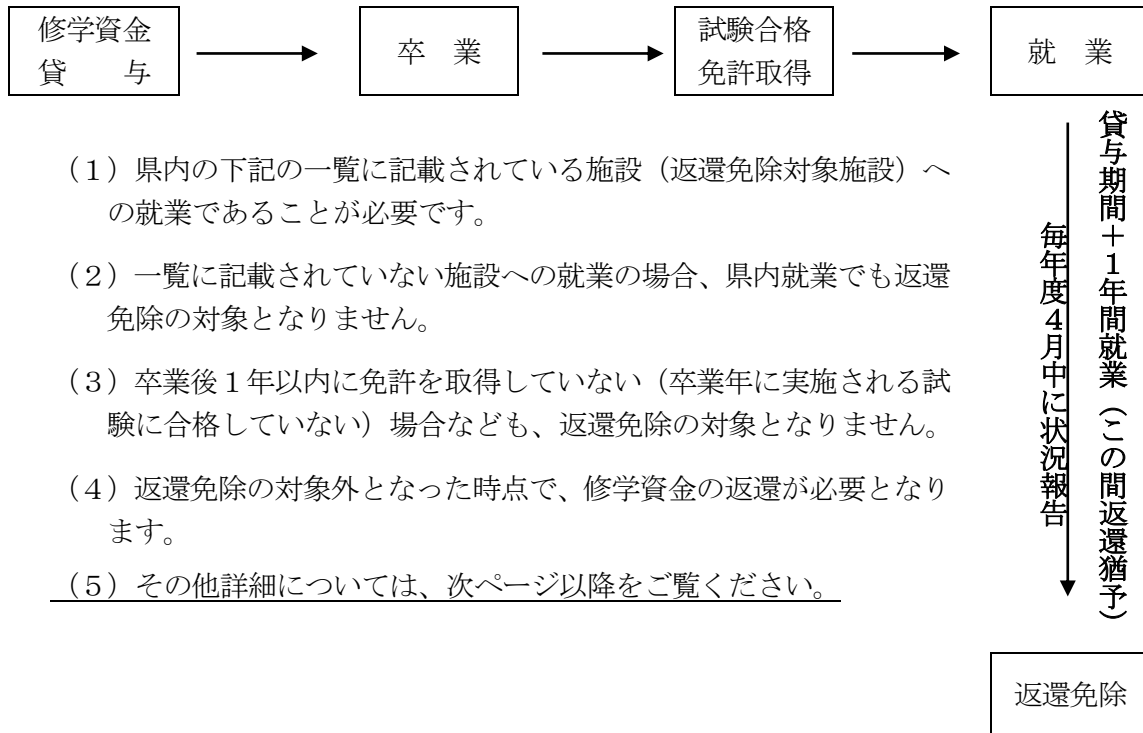 修学資金
貸　与
卒　業
試験合格
免許取得
就　業
（１）県内の下記の一覧に記載されている施設（返還免除対象施設）へ
の就業であることが必要です。
（２）一覧に記載されていない施設への就業の場合、県内就業でも返還
免除の対象となりません。
（３）卒業後１年以内に免許を取得していない（卒業年に実施される試
験に合格していない）場合なども、返還免除の対象となりません。
（４）返還免除の対象外となった時点で、修学資金の返還が必要となり
ます。
（５）その他詳細については、次ページ以降をご覧ください。
貸与期間＋１年間就業（この間返還猶予）
毎年度４月中に状況報告
返還免除